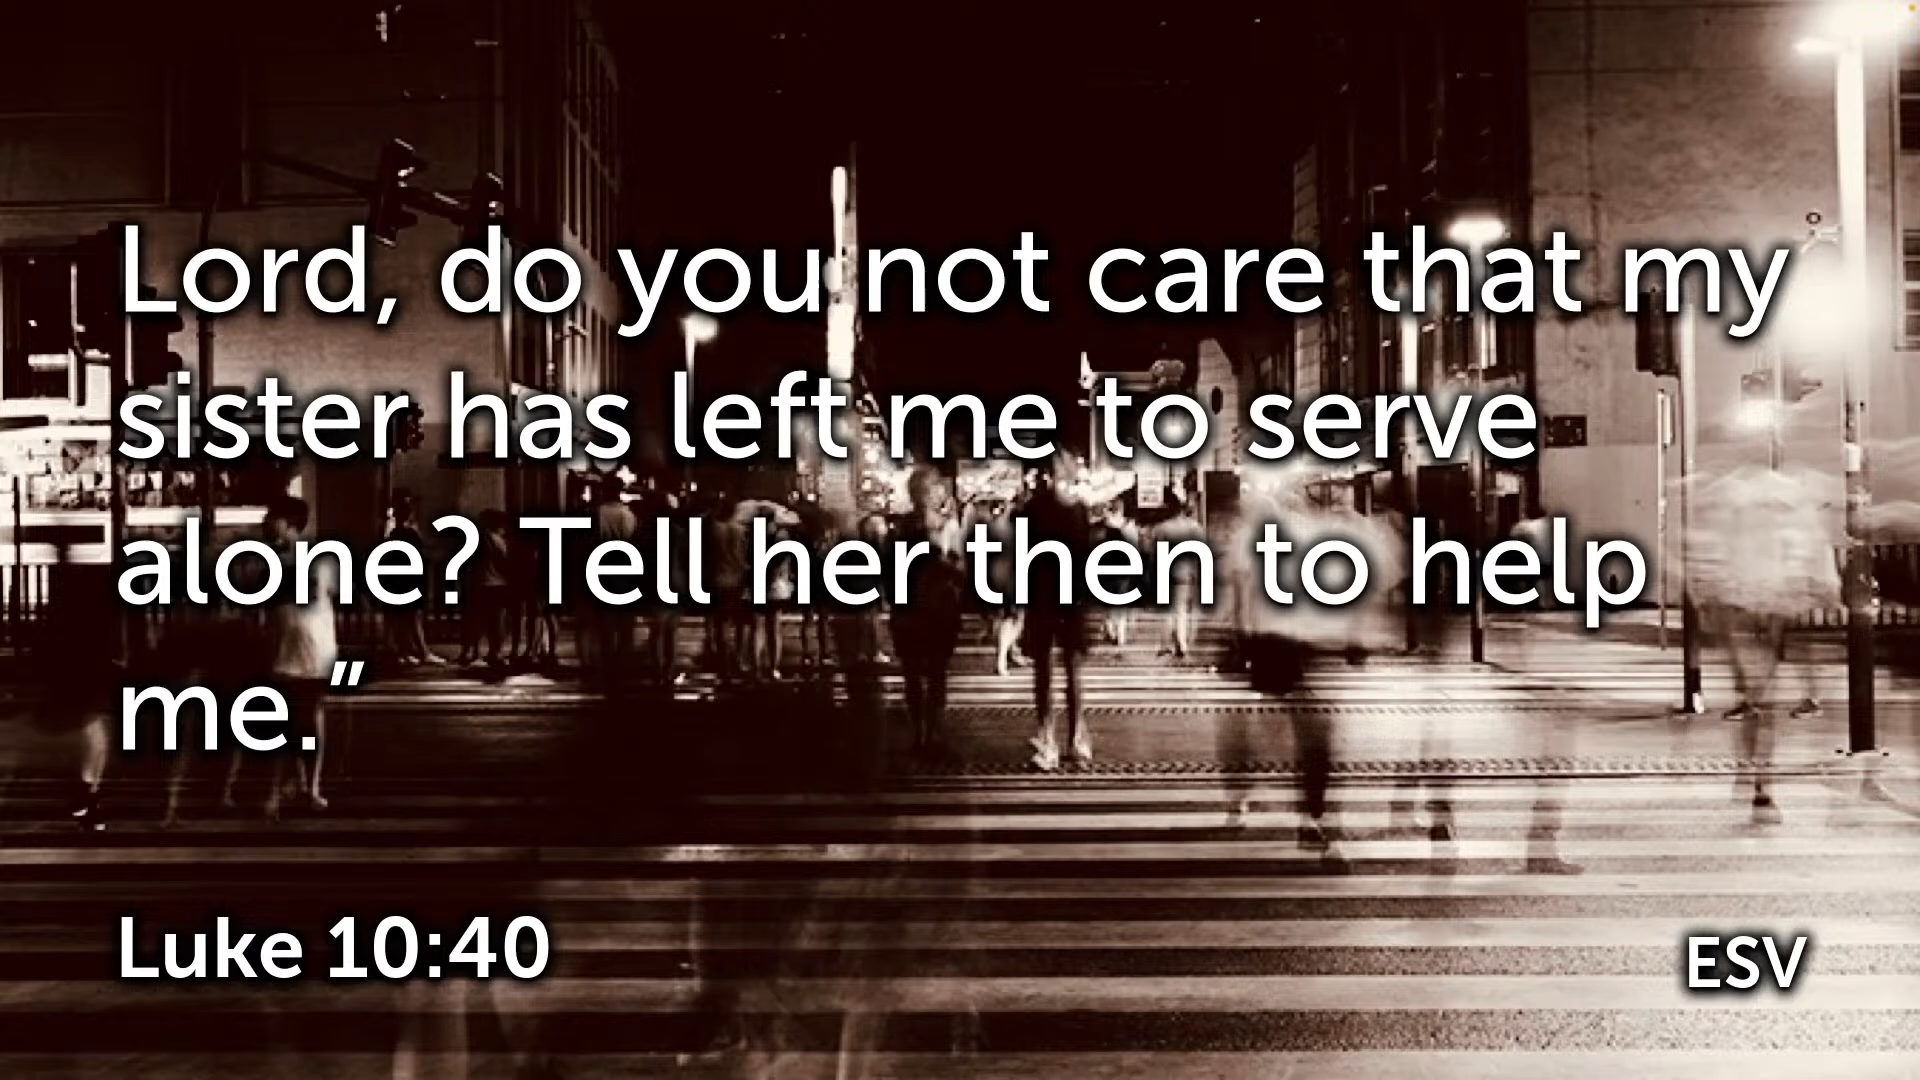 Lord, do you not care that my
sister has left me to serve
alone? Tell her then to help
me.”
Luke 10:40
ESV